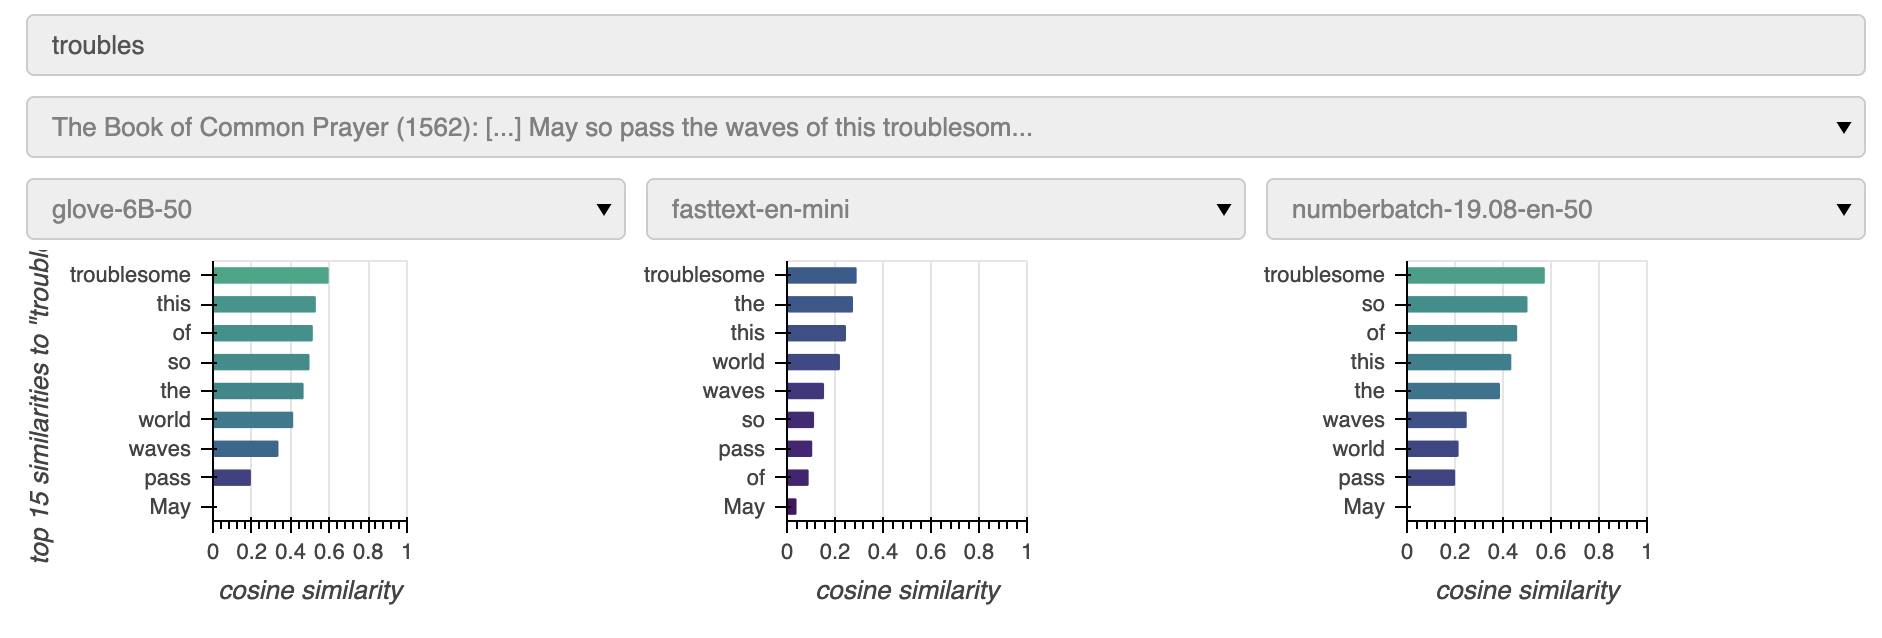 troubles
The Book of Common Prayer (1562): [...] May so pass the waves of this troublesom...
glove-6B-50
fasttext-en-mini
numberbatch-19.08-en-50
top 15 similarities to "troubl
troublesome
this
of
so
the
world
waves
pass
May
0 0.2 0.4 0.6 0.8 1
cosine similarity
troublesome
the
this
world
waves
so
pass
of
May
0 0.2 0.4 0.6 0.8 1
cosine similarity
troublesome
so
of
this
the
waves
world
pass
May
0 0.2 0.4 0.6 0.8 1
cosine similarity